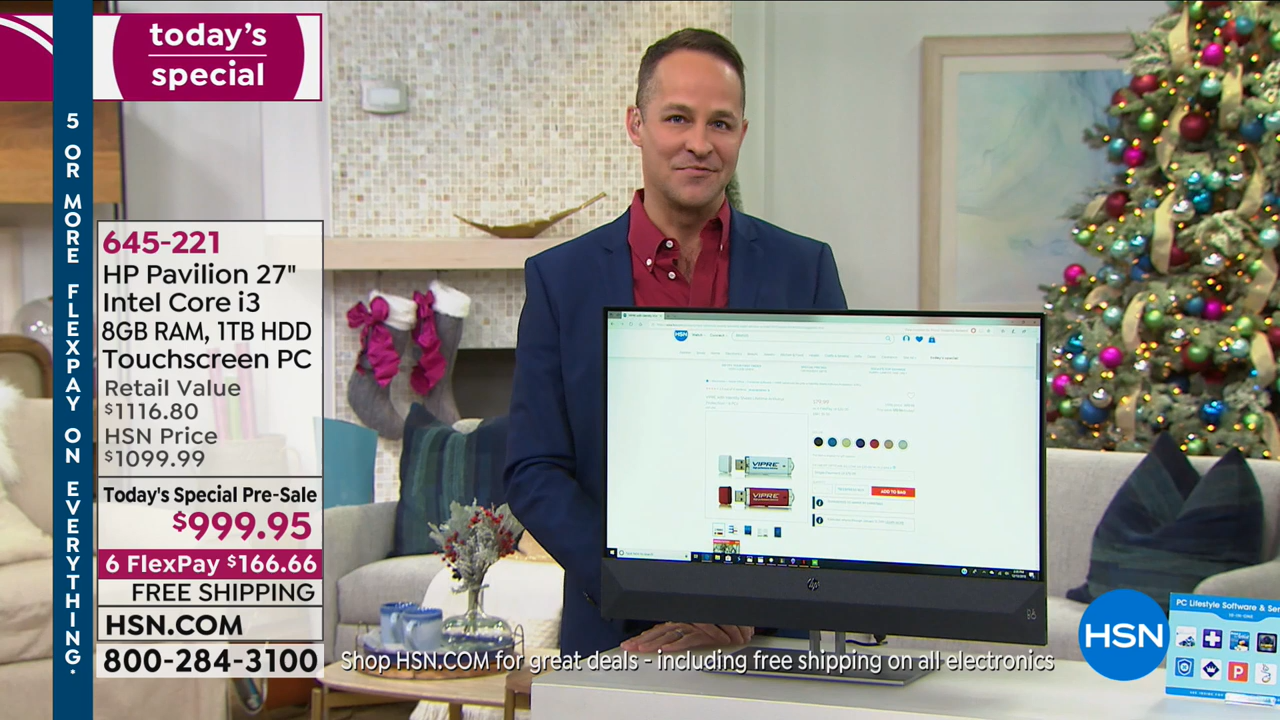 today's
special
5 OR MORE FLEXPAY ON EVERYTHING.
645-221
HP Pavilion 27"
Intel Core i3
8GB RAM, 1TB HDD
Touchscreen PC
Retail Value
$1116.80
HSN Price
$1099.99
Today's Special Pre-Sale
$999.95
6 FlexPay $166.66
FREE SHIPPING
HSN.COM
800-284-3100
Shop HSN.COM for great deals - including free shipping on all electronics
HSN
VIPRE
VIPRE
ADD TO BAG
hp
HSN
PC Lifestyle Software & Ser